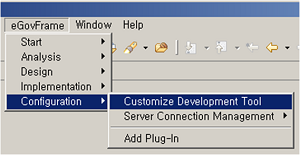 eGovFrame Window Help
Start
Analysis
Design
Implementation
Configuration
Customize Development Tool
Server Connection Management
Add Plug-In